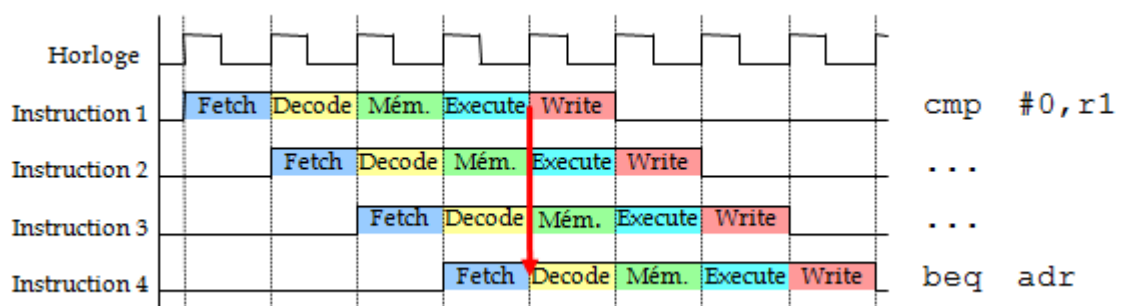 Horloge
Instruction 1 Fetch Decode Mém. Execute Write cmp #0,r1
Instruction 2 Fetch Decode Mém. Execute Write ...
Instruction 3 Fetch Decode Mém. Execute Write ...
Instruction 4 Fetch Decode Mém. Execute Write beq adr